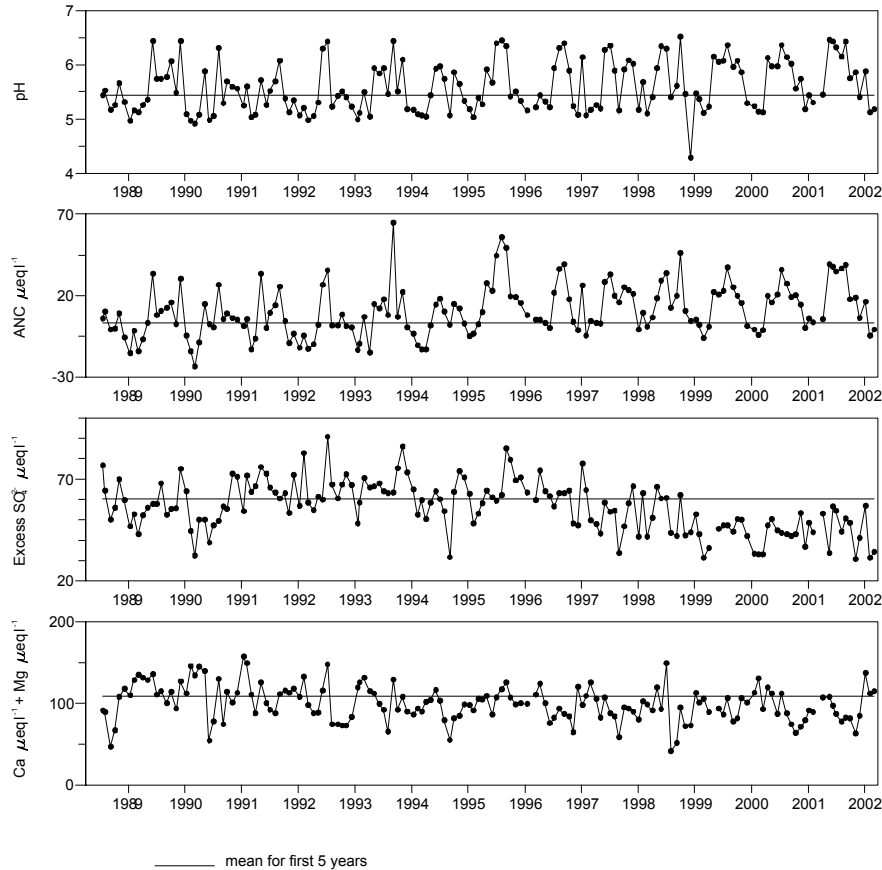 7
6
5
4
pH
1989 1990 1991 1992 1993 1994 1995 1996 1997 1998 1999 2000 2001 2002
70
20
-30
ANC µeql⁻¹
1989 1990 1991 1992 1993 1994 1995 1996 1997 1998 1999 2000 2001 2002
70
20
Excess SO₄²⁻ µeql⁻¹
1989 1990 1991 1992 1993 1994 1995 1996 1997 1998 1999 2000 2001 2002
200
100
0
Ca µeql⁻¹ + Mg µeql⁻¹
1989 1990 1991 1992 1993 1994 1995 1996 1997 1998 1999 2000 2001 2002
mean for first 5 years